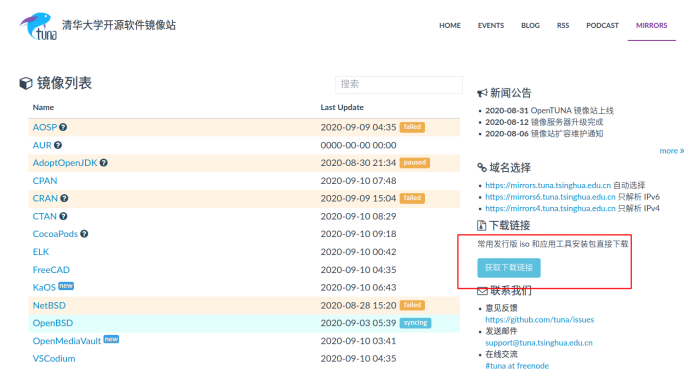 tuna
清华大学开源软件镜像站
HOME EVENTS BLOG RSS PODCAST MIRRORS
镜像列表
搜索
Name Last Update
AOSP 2020-09-09 04:35 failed
AUR 0000-00-00 00:00
AdoptOpenJDK 2020-08-30 21:34 paused
CPAN 2020-09-10 07:48
CRAN 2020-09-09 15:04 failed
CTAN 2020-09-10 08:29
CocoaPods 2020-09-10 09:18
ELK 2020-09-10 00:42
FreeCAD 2020-09-10 04:35
KaOS new 2020-09-10 06:43
NetBSD 2020-08-28 15:20 failed
OpenBSD 2020-09-03 05:39 syncing
OpenMediaVault new 2020-09-10 03:41
VSCodium 2020-09-10 04:35
新闻公告
2020-08-31 OpenTUNA 镜像站上线
2020-08-12 镜像服务器升级完成
2020-08-06 镜像站扩容维护通知
more »
域名选择
https://mirrors.tuna.tsinghua.edu.cn 自动选择
https://mirrors6.tuna.tsinghua.edu.cn 只解析 IPv6
https://mirrors4.tuna.tsinghua.edu.cn 只解析 IPv4
下载链接
常用发行版 iso 和应用工具安装包直接下载
获取下载链接
联系我们
意见反馈
https://github.com/tuna/issues
发送邮件
support@tuna.tsinghua.edu.cn
在线交流
#tuna at freenode